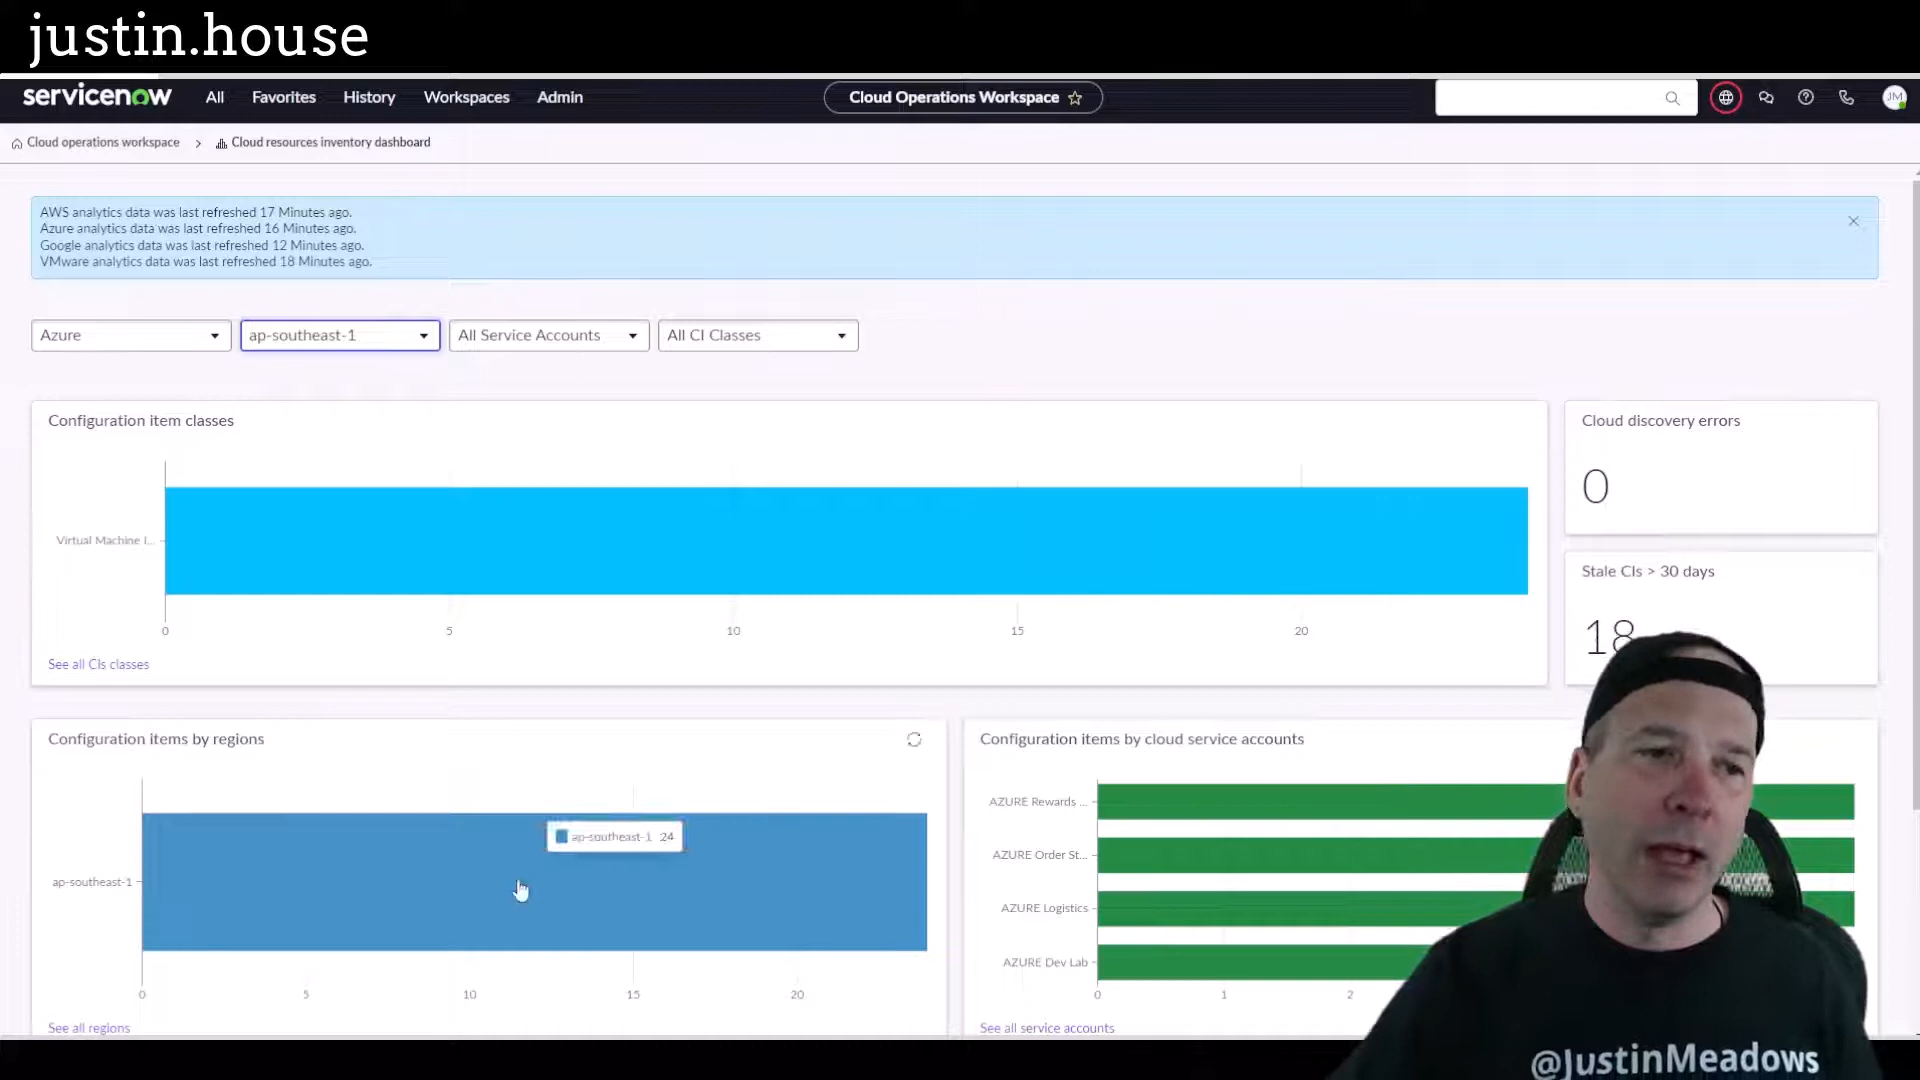 justin.house
servicenow
All
Favorites
History
Workspaces
Admin
Cloud Operations Workspace
JM
Cloud operations workspace
Cloud resources inventory dashboard
AWS analytics data was last refreshed 17 Minutes ago.
Azure analytics data was last refreshed 16 Minutes ago.
Google analytics data was last refreshed 12 Minutes ago.
VMware analytics data was last refreshed 18 Minutes ago.
Azure
ap-southeast-1
All Service Accounts
All CI Classes
Configuration item classes
Virtual Machine I...
0
5
10
15
20
See all CIs classes
Cloud discovery errors
0
Stale CIs > 30 days
18
Configuration items by regions
ap-southeast-1 24
ap-southeast-1
0
5
10
15
20
See all regions
Configuration items by cloud service accounts
AZURE Rewards ...
AZURE Order St...
AZURE Logistics
AZURE Dev Lab
0
1
2
See all service accounts
@JustinMeadows